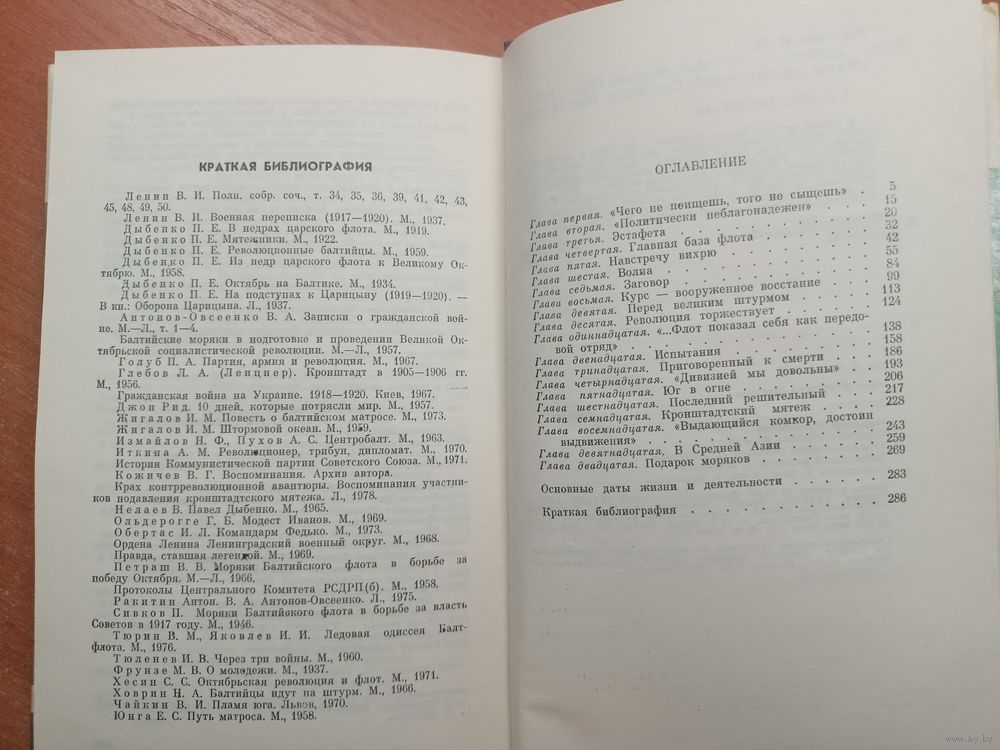 КРАТКАЯ БИБЛИОГРАФИЯ
Ленин В. И. Полн. собр. соч., т. 34, 35, 36, 39, 41, 42, 43,
45, 48, 49, 50.
Ленин В. И. Военная переписка (1917—1920). М., 1937.
Дыбенко П. Е. В недрах царского флота. М., 1919.
Дыбенко П. Е. Мятежники. М., 1922.
Дыбенко П. Е. Революционные балтийцы. М., 1959.
Дыбенко П. Е. Из недр царского флота к Великому Ок-
тябрю. М., 1958.
Дыбенко П. Е. Октябрь на Балтике. М., 1934.
Дыбенко П. Е. На подступах к Царицыну (1919—1920). —
В кн.: Оборона Царицына. Л., 1937.
Антонов-Овсеенко В. А. Записки о гражданской вой-
не. М.—Л., т. 1—4.
Балтийские моряки в подготовке и проведении Великой Ок-
тябрьской социалистической революции. М.—Л., 1957.
Голуб П. А. Партия, армия и революция. М., 1967.
Глебов Л. А. (Ленцнер). Кронштадт в 1905—1906 гг.
М., 1956.
Гражданская война на Украине. 1918—1920. Киев, 1967.
Джон Рид. 10 дней, которые потрясли мир. М., 1957.
Жигалов И. М. Повесть о балтийском матросе. М., 1973.
Жигалов И. М. Штормовой океан. М., 1959.
Измайлов Н. Ф., Пухов А. С. Центробалт. М., 1963.
Иткина А. М. Революционер, трибун, дипломат. М., 1970.
История Коммунистической партии Советского Союза. М., 1971.
Кожичев В. Г. Воспоминания. Архив автора.
Крах контрреволюционной авантюры. Воспоминания участни-
ков подавления кронштадтского мятежа. Л., 1978.
Нелаев В. Павел Дыбенко. М., 1965.
Ольдерогге Г. Б. Модест Иванов. М., 1969.
Обертас И. Л. Командарм Федько. М., 1973.
Ордена Ленина Ленинградский военный округ. М., 1968.
Правда, ставшая легендой. М., 1969.
Петраш В. В. Моряки Балтийского флота в борьбе за
победу Октября. М.—Л., 1966.
Протоколы Центрального Комитета РСДРП(б). М., 1958.
Ракитин Антон. В. А. Антонов-Овсеенко. Л., 1975.
Сивков П. Моряки Балтийского флота в борьбе за власть
Советов в 1917 году. М., 1946.
Тюрин В. М., Яковлев И. И. Ледовая одиссея Балт-
флота. М., 1976.
Тюленев И. В. Через три войны. М., 1960.
Фрунзе М. В. О молодежи. М., 1937.
Хесин С. С. Октябрьская революция и флот. М., 1971.
Ховрин Н. А. Балтийцы идут на штурм. М., 1966.
Чайкин В. И. Пламя юга. Львов, 1970.
Юнга Е. С. Путь матроса. М., 1958.
ОГЛАВЛЕНИЕ
Глава первая. «Чего не поищешь, того не сыщешь» . 5
Глава вторая. «Политически неблагонадежен» . . . 15
Глава третья. Эстафета . . . . . . . 20
Глава четвертая. Главная база флота . . . . 32
Глава пятая. Навстречу вихрю . . . . . 42
Глава шестая. Волна . . . . . . . 55
Глава седьмая. Заговор . . . . . . . 84
Глава восьмая. Курс — вооруженное восстание . . . 99
Глава девятая. Перед великим штурмом . . . . 113
Глава десятая. Революция торжествует . . . . 124
Глава одиннадцатая. «...Флот показал себя как передо-
вой отряд» . . . . . . . 138
Глава двенадцатая. Испытания . . . . . 158
Глава тринадцатая. Приговоренный к смерти . . . 186
Глава четырнадцатая. «Дивизией мы довольны» . . 193
Глава пятнадцатая. Юг в огне . . . . . 206
Глава шестнадцатая. Последний решительный . . . 217
Глава семнадцатая. Кронштадтский мятеж . . . 228
Глава восемнадцатая. «Выдающийся комкор, достоин
выдвижения» . . . . . . . 243
Глава девятнадцатая. В Средней Азии . . . . 259
Глава двадцатая. Подарок моряков . . . . . 269
Основные даты жизни и деятельности . . . . . . 283
Краткая библиография . . . . . . . . . 286
www.ay.by